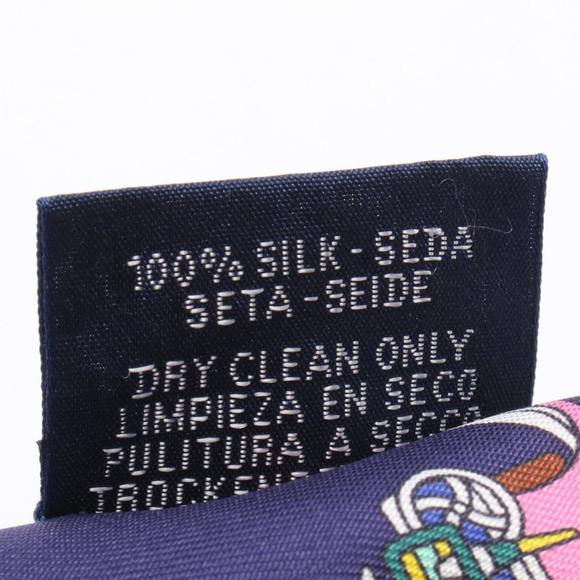 100% SILK - SEDA
SETA - SEIDE
DRY CLEAN ONLY
LIMPIEZA EN SECO
PULITURA A SECCO